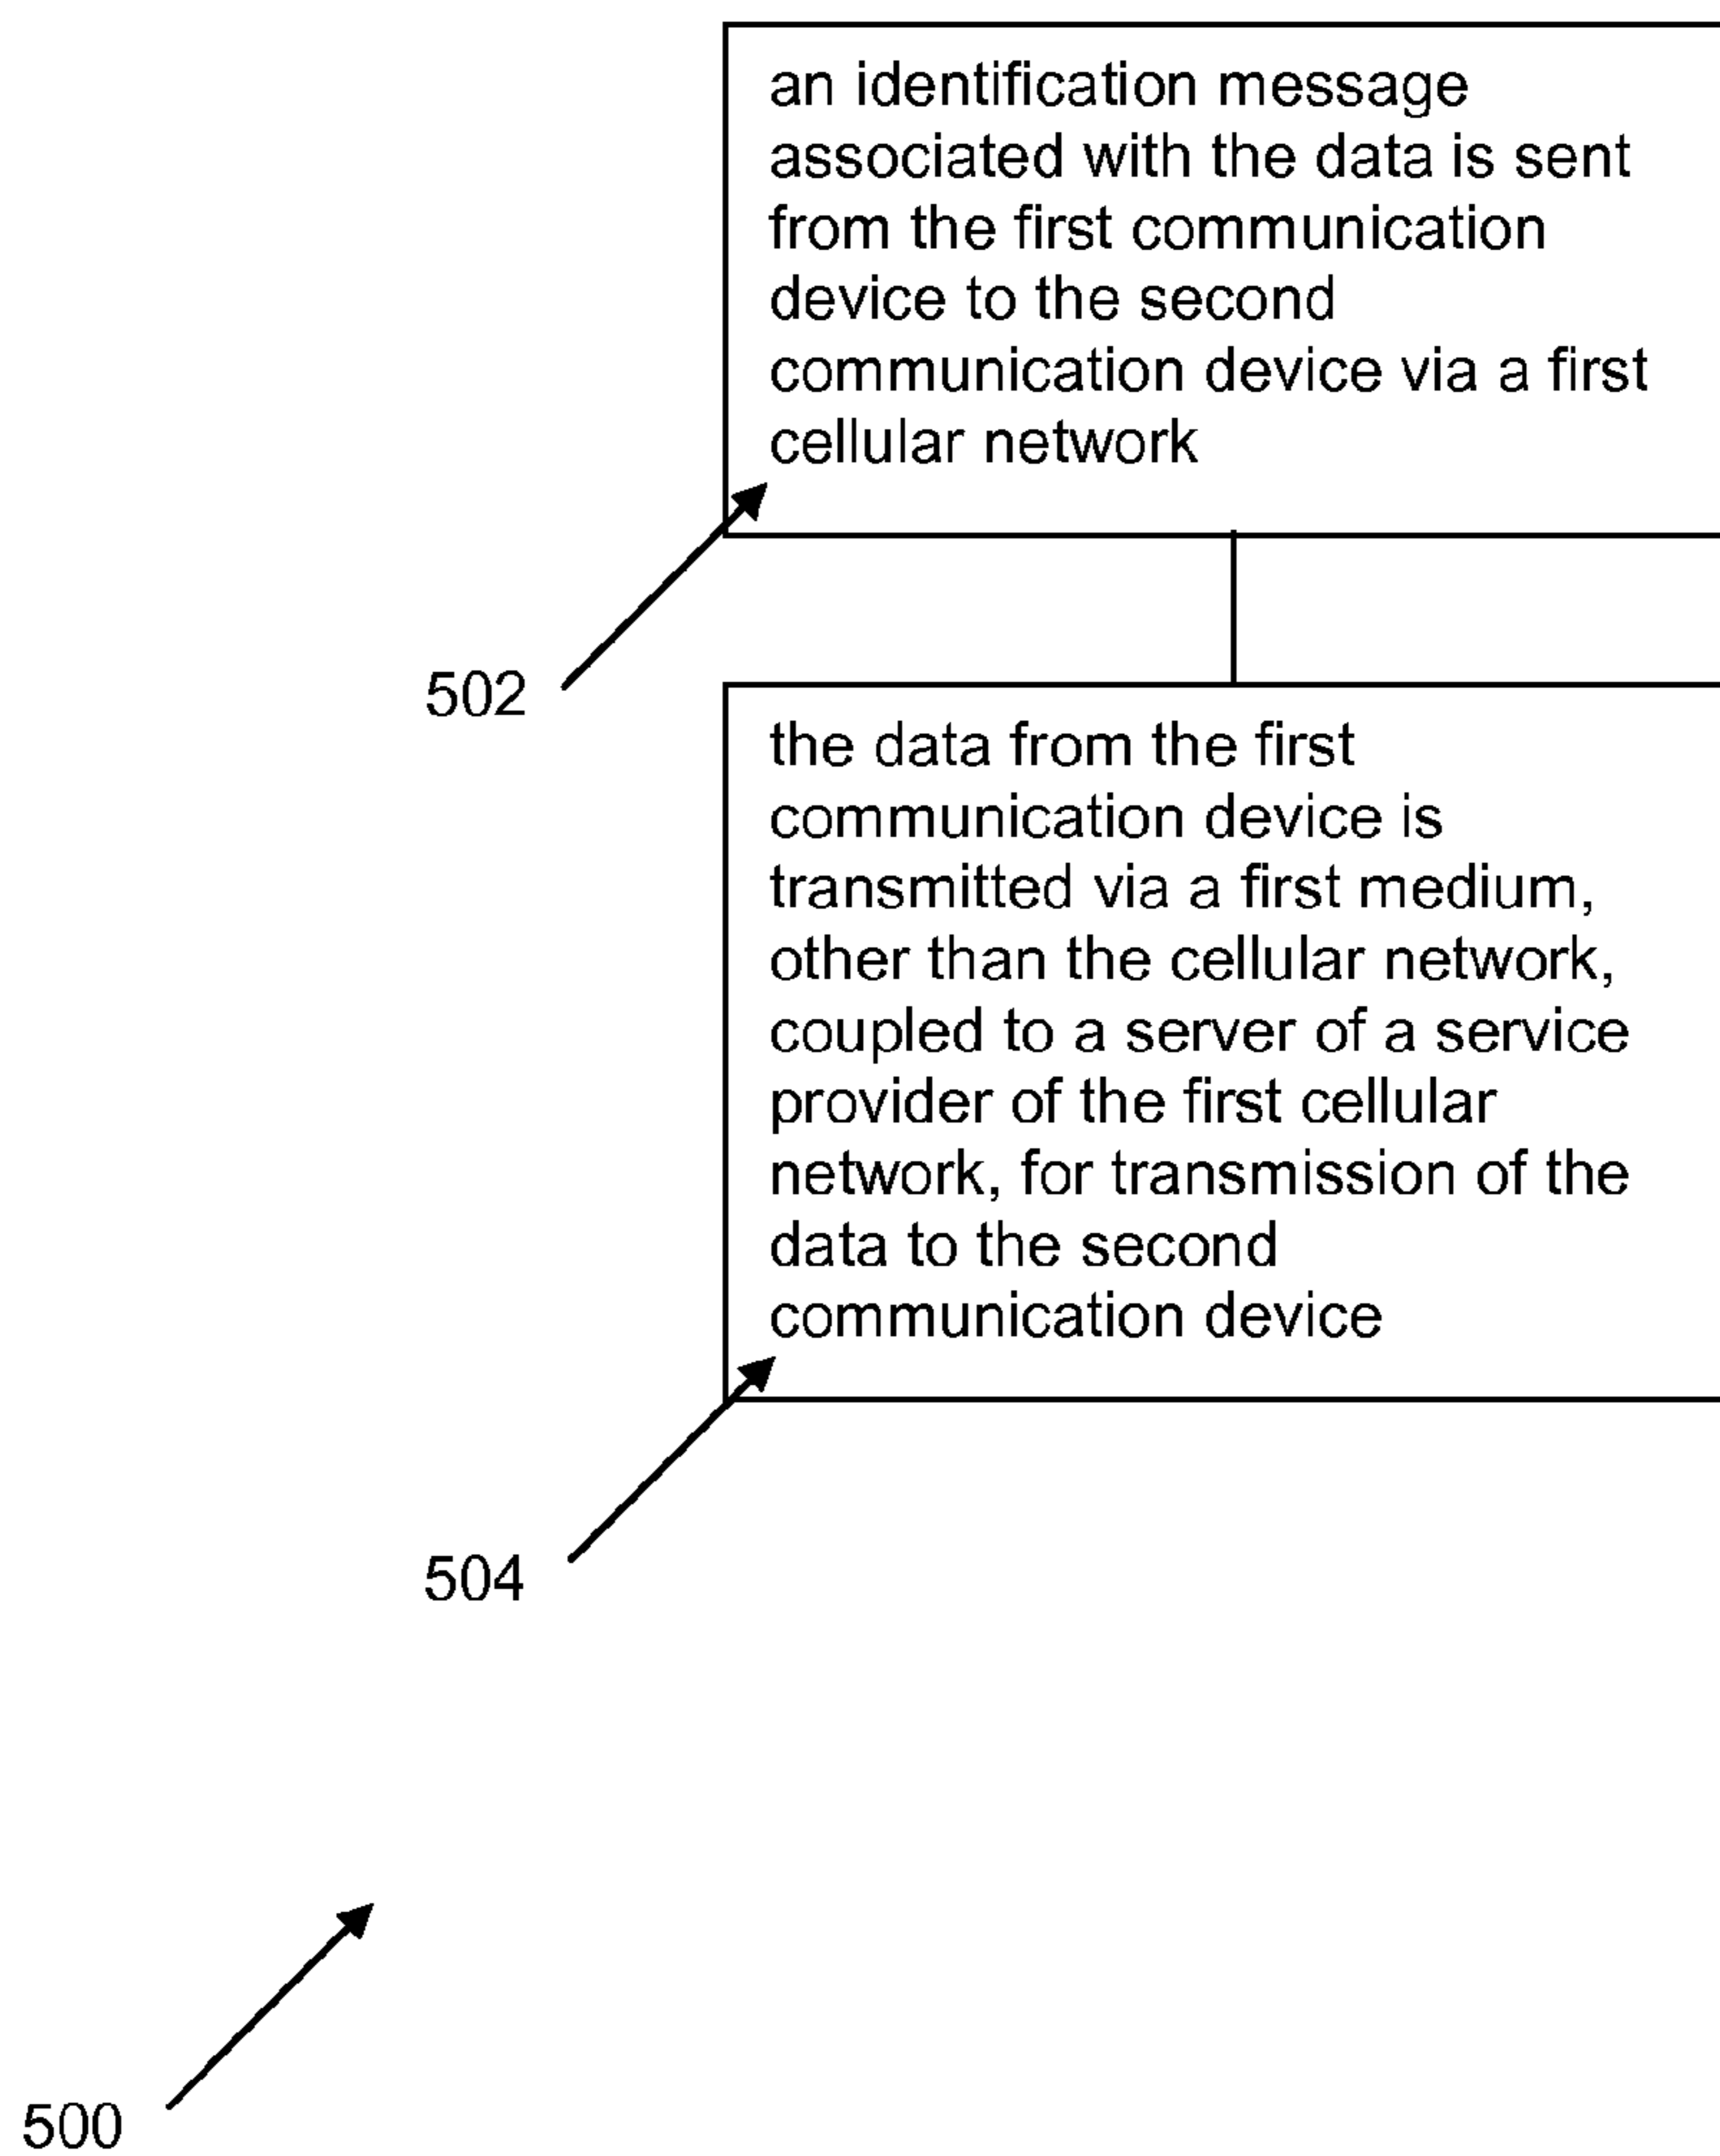 an identification message
associated with the data is sent
from the first communication
device to the second
communication device via a first
cellular network
502
the data from the first
communication device is
transmitted via a first medium,
other than the cellular network,
coupled to a server of a service
provider of the first cellular
network, for transmission of the
data to the second
communication device
504
500